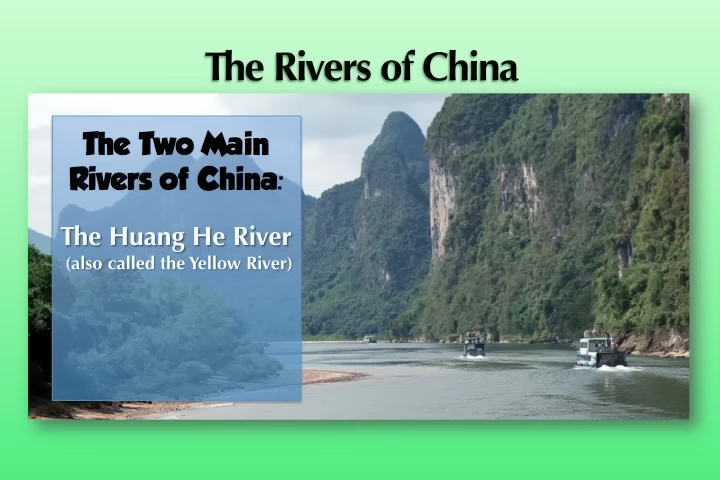 The Rivers of China
The Two Main
Rivers of China:
The Huang He River
(also called the Yellow River)